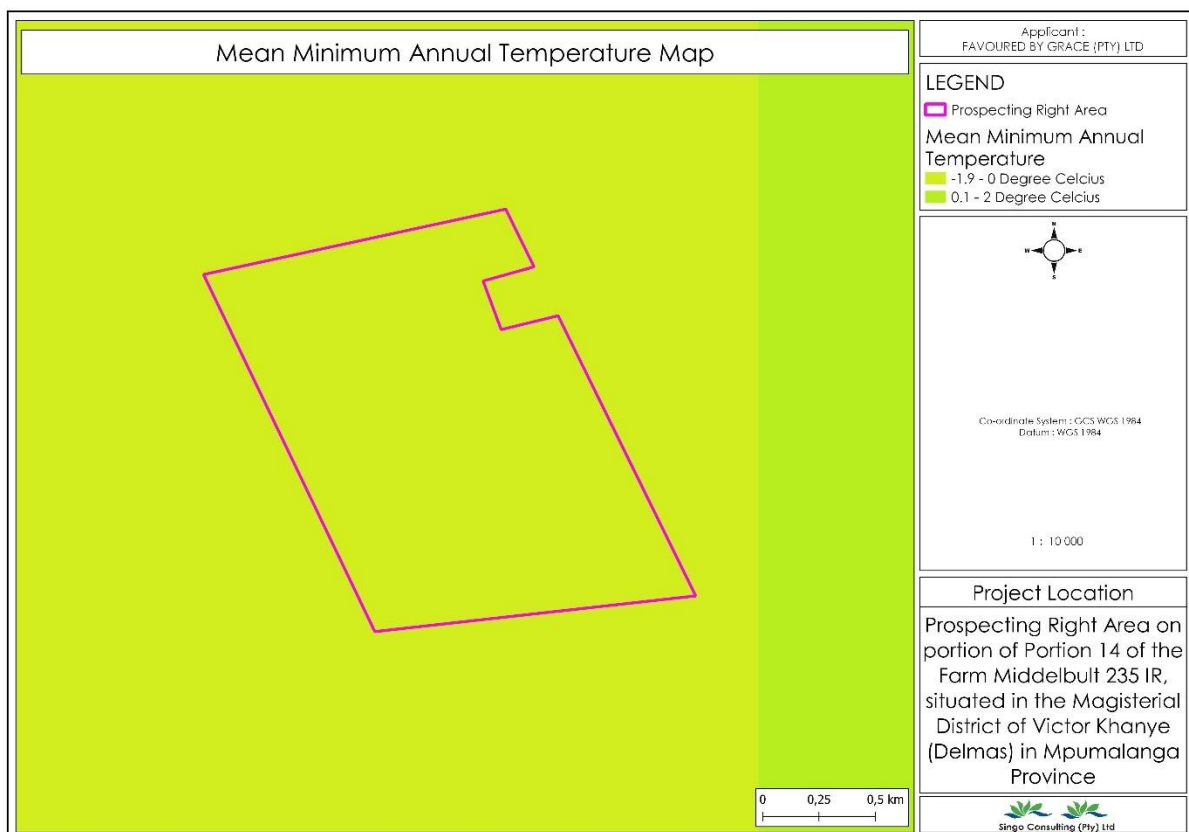 Mean Minimum Annual Temperature Map
Applicant :
FAVOURED BY GRACE (PTY) LTD
LEGEND
Prospecting Right Area
Mean Minimum Annual
Temperature
-1.9 - 0 Degree Celcius
0.1 - 2 Degree Celcius
N
W E
S
Co-ordinate System : GCS WGS 1984
Datum : WGS 1984
1 : 10 000
Project Location
Prospecting Right Area on
portion of Portion 14 of the
Farm Middelbult 235 IR,
situated in the Magisterial
District of Victor Khanye
(Delmas) in Mpumalanga
Province
0 0,25 0,5 km
Singo Consulting (Pty) Ltd